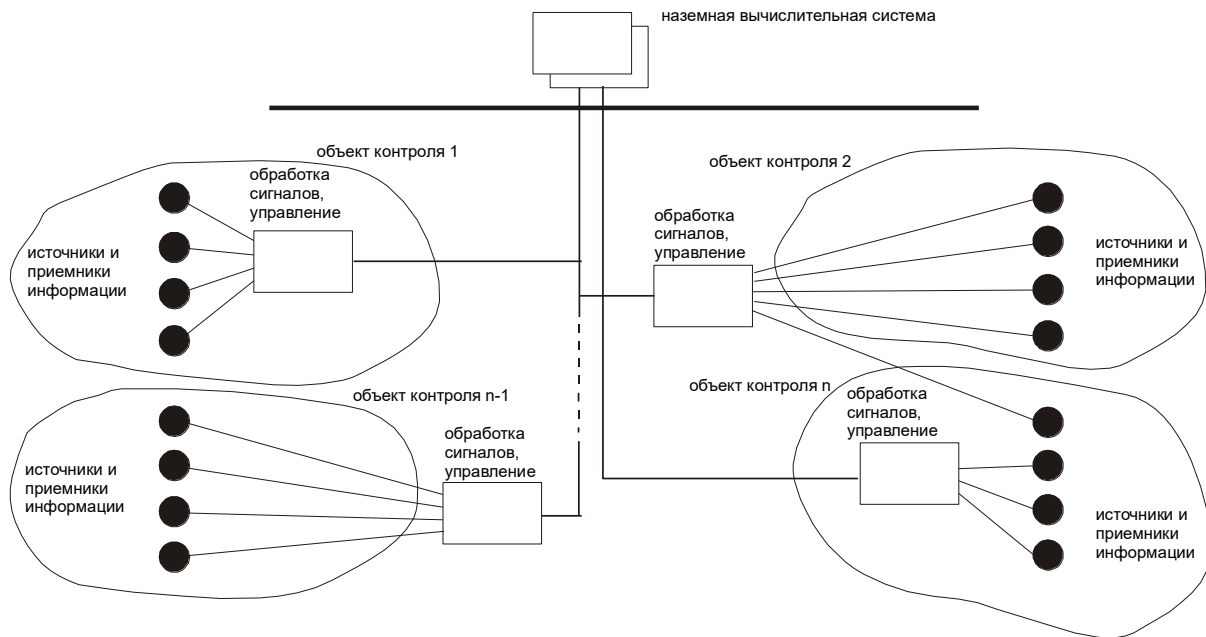 наземная вычислительная система
объект контроля 1
обработка
сигналов,
управление
источники и
приемники
информации
объект контроля 2
обработка
сигналов,
управление
источники и
приемники
информации
объект контроля n-1
обработка
сигналов,
управление
источники и
приемники
информации
объект контроля n
обработка
сигналов,
управление
источники и
приемники
информации